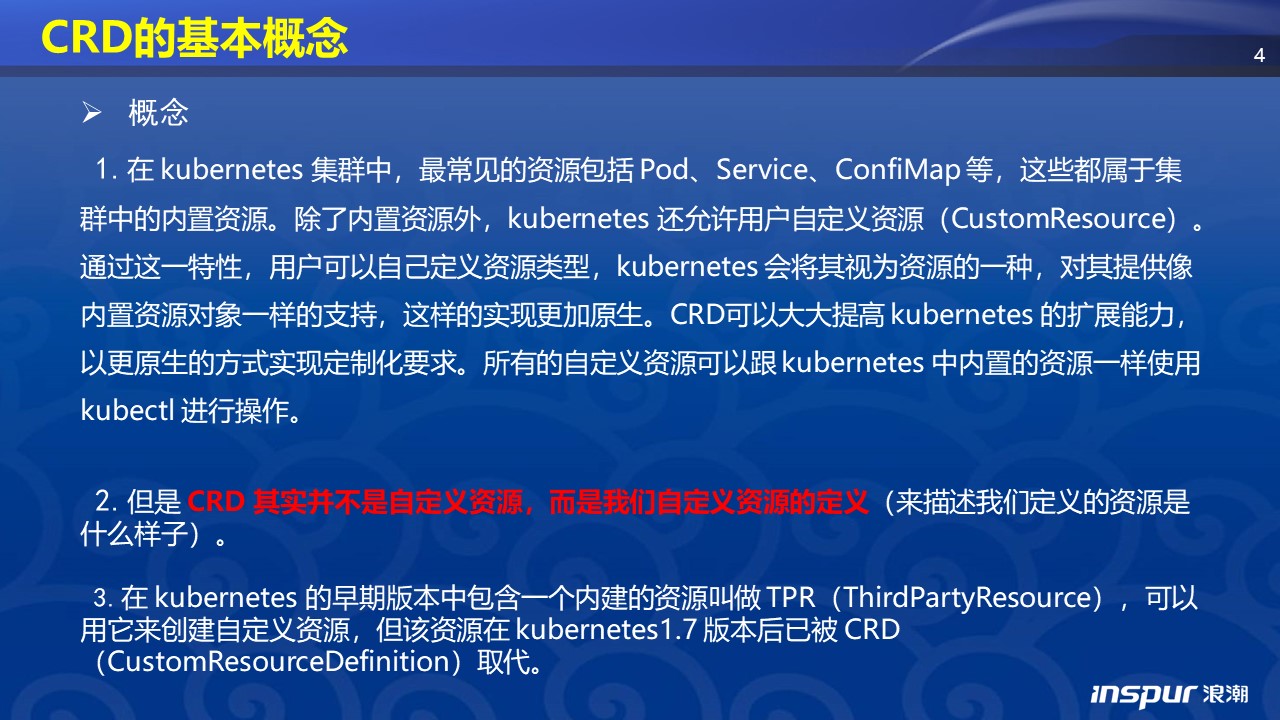 CRD的基本概念
4
➢ 概念
1. 在 kubernetes 集群中，最常见的资源包括 Pod、Service、ConfiMap 等，这些都属于集
群中的内置资源。除了内置资源外，kubernetes 还允许用户自定义资源（CustomResource）。
通过这一特性，用户可以自己定义资源类型，kubernetes 会将其视为资源的一种，对其提供像
内置资源对象一样的支持，这样的实现更加原生。CRD可以大大提高 kubernetes 的扩展能力，
以更原生的方式实现定制化要求。所有的自定义资源可以跟 kubernetes 中内置的资源一样使用
kubectl 进行操作。
2. 但是 CRD 其实并不是自定义资源，而是我们自定义资源的定义（来描述我们定义的资源是
什么样子）。
3. 在 kubernetes 的早期版本中包含一个内建的资源叫做 TPR（ThirdPartyResource），可以
用它来创建自定义资源，但该资源在 kubernetes1.7 版本后已被 CRD
（CustomResourceDefinition）取代。
inspur 浪潮